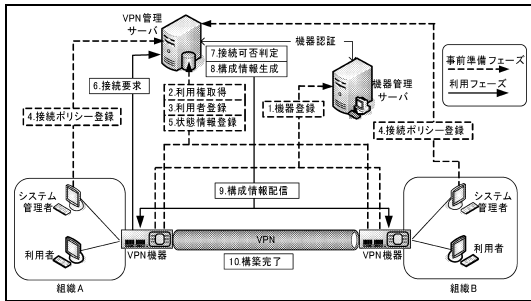 VPN管理
サーバ
機器認証
7.接続可否判定
8.構成情報生成
事前準備フェーズ
利用フェーズ
6.接続要求
2.利用権取得
3.利用者登録
5.状態情報登録
1.機器登録
機器管理
サーバ
4.接続ポリシー登録
4.接続ポリシー登録
9.構成情報配信
システム
管理者
利用者
VPN機器
VPN
VPN機器
システム
管理者
利用者
10.構築完了
組織A
組織B